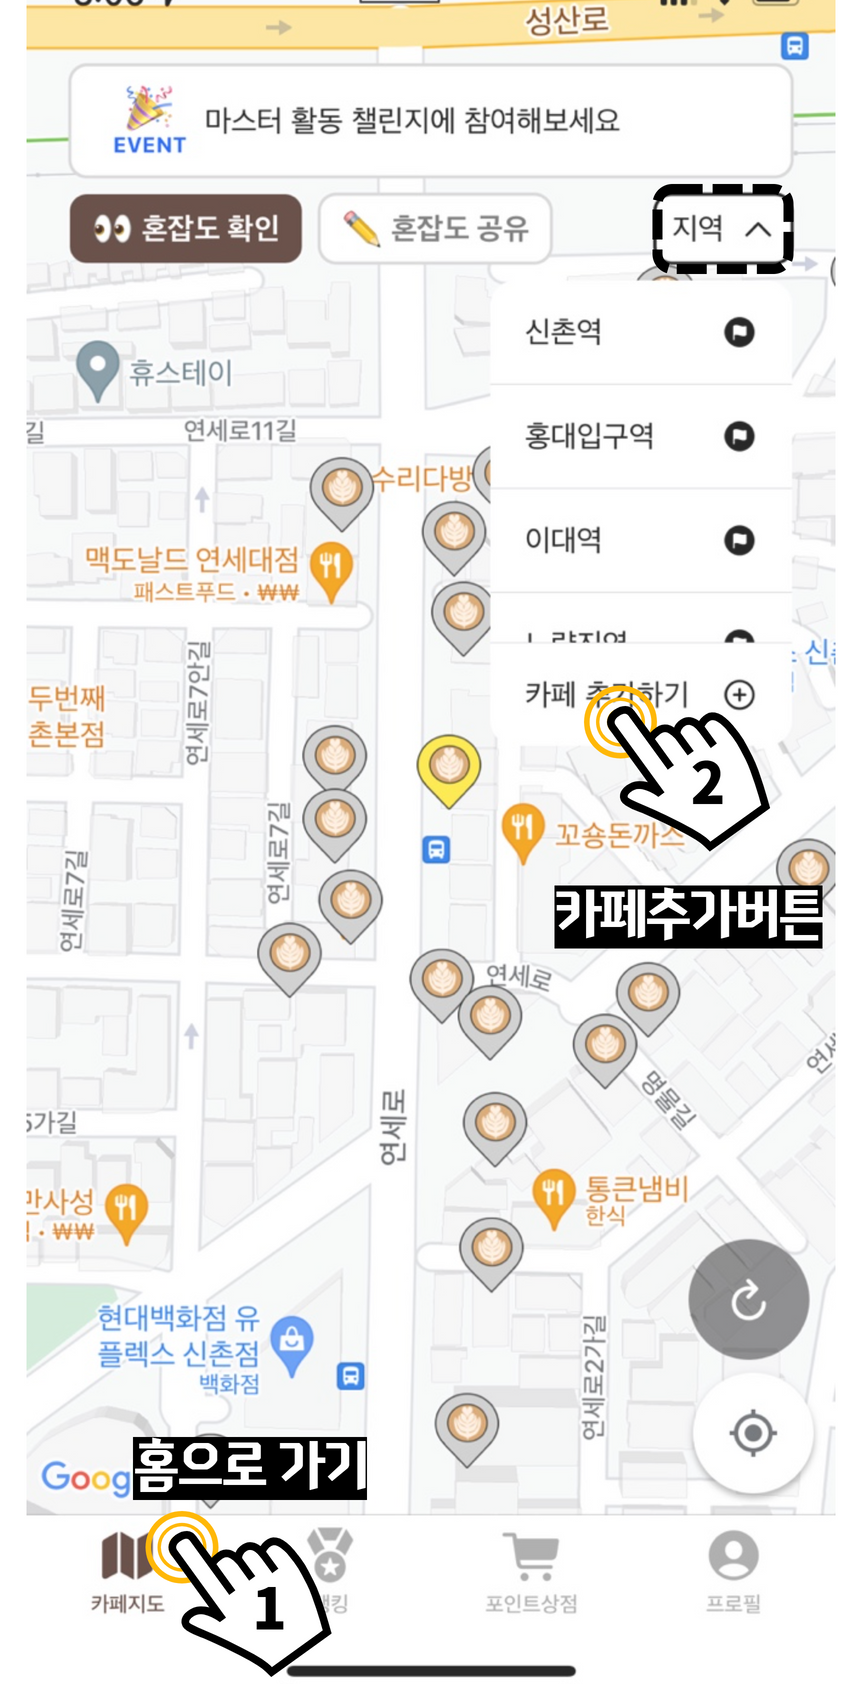 성산로
EVENT
마스터 활동 챌린지에 참여해보세요
혼잡도 확인
혼잡도 공유
지역
신촌역
홍대입구역
이대역
카페 추가하기
휴스테이
길
연세로11길
수리다방
맥도날드 연세대점
패스트푸드 · ₩₩
연세로7안길
두번째
촌본점
신촌
2
꼬숑돈까스
연세로7길
연세로7길
카페추가버튼
연세로
연세
명물길
5가길
연세로
만사성
· ₩₩
통큰냄비
한식
현대백화점 유
플렉스 신촌점
백화점
연세로2가길
Goog
홈으로 가기
카페지도
1
랭킹
포인트상점
프로필